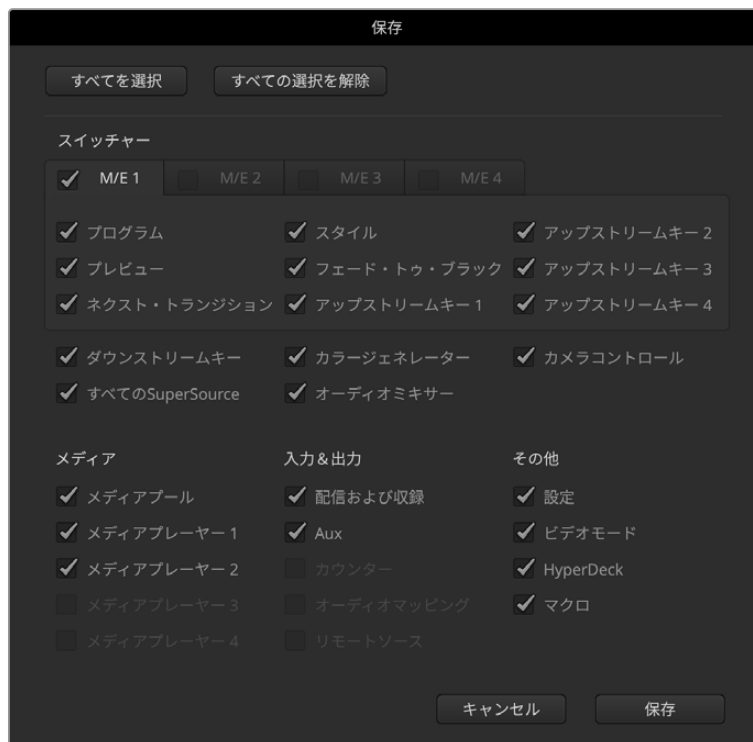 保存
すべてを選択 すべての選択を解除
スイッチャー
M/E 1 M/E 2 M/E 3 M/E 4
プログラム スタイル アップストリームキー 2
プレビュー フェード・トゥ・ブラック アップストリームキー 3
ネクスト・トランジション アップストリームキー 1 アップストリームキー 4
ダウンストリームキー カラージェネレーター カメラコントロール
すべてのSuperSource オーディオミキサー
メディア 入力&出力 その他
メディアプール 配信および収録 設定
メディアプレーヤー 1 Aux ビデオモード
メディアプレーヤー 2 カウンター HyperDeck
メディアプレーヤー 3 オーディオマッピング マクロ
メディアプレーヤー 4 リモートソース
キャンセル 保存